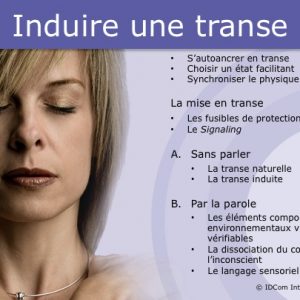 Induire une transe
• S'autoancrer en transe
• Choisir un état facilitant
• Synchroniser le physique
La mise en transe
• Les fusibles de protection
• Le Signaling
A. Sans parler
• La transe naturelle
• La transe induite
B. Par la parole
• Les éléments compo
environnementaux v
vérifiables
• La dissociation du co
l'inconscient
• Le langage sensoriel
© IDCom Int